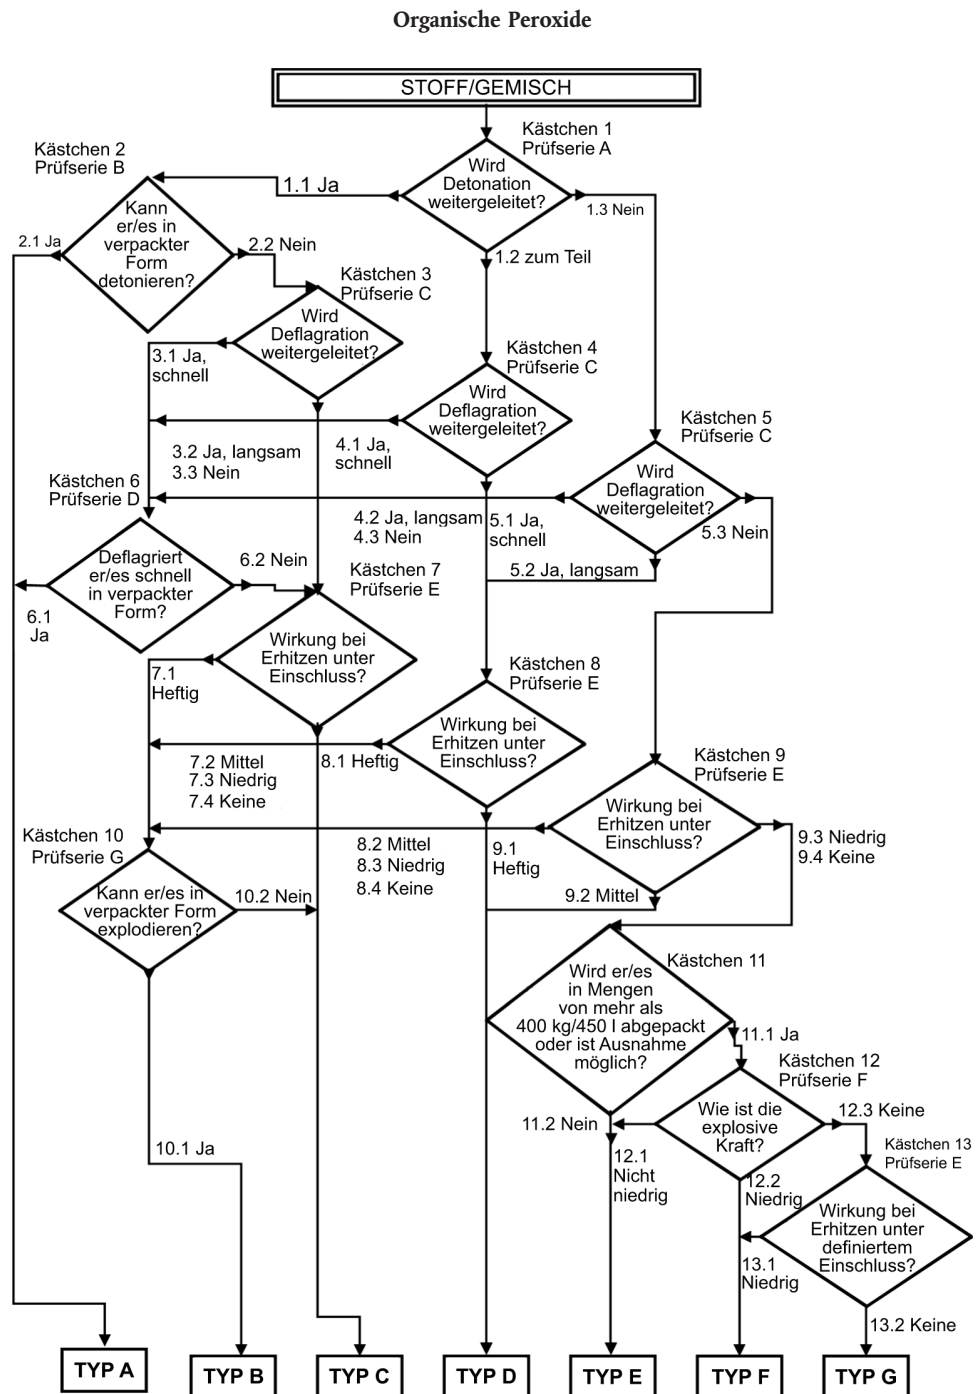 Organische Peroxide
STOFF/GEMISCH
Kästchen 1
Prüfserie A
Wird
Detonation
weitergeleitet?
1.1 Ja
1.3 Nein
1.2 zum Teil
Kästchen 2
Prüfserie B
Kann
er/es in
verpackter
Form
detonieren?
2.1 Ja
2.2 Nein
Kästchen 3
Prüfserie C
Wird
Deflagration
weitergeleitet?
3.1 Ja,
schnell
3.2 Ja, langsam
3.3 Nein
Kästchen 4
Prüfserie C
Wird
Deflagration
weitergeleitet?
4.1 Ja,
schnell
4.2 Ja, langsam
4.3 Nein
Kästchen 5
Prüfserie C
Wird
Deflagration
weitergeleitet?
5.1 Ja,
schnell
5.3 Nein
5.2 Ja, langsam
Kästchen 6
Prüfserie D
Deflagriert
er/es schnell
in verpackter
Form?
6.2 Nein
6.1
Ja
Kästchen 7
Prüfserie E
Wirkung bei
Erhitzen unter
Einschluss?
7.1
Heftig
7.2 Mittel
7.3 Niedrig
7.4 Keine
Kästchen 8
Prüfserie E
Wirkung bei
Erhitzen unter
Einschluss?
8.1 Heftig
8.2 Mittel
8.3 Niedrig
8.4 Keine
Kästchen 9
Prüfserie E
Wirkung bei
Erhitzen unter
Einschluss?
9.1
Heftig
9.2 Mittel
9.3 Niedrig
9.4 Keine
Kästchen 10
Prüfserie G
Kann er/es in
verpackter Form
explodieren?
10.2 Nein
10.1 Ja
Kästchen 11
Wird er/es
in Mengen
von mehr als
400 kg/450 l abgepackt
oder ist Ausnahme
möglich?
11.1 Ja
11.2 Nein
Kästchen 12
Prüfserie F
Wie ist die
explosive
Kraft?
12.3 Keine
12.1
Nicht
niedrig
12.2
Niedrig
Kästchen 13
Prüfserie E
Wirkung bei
Erhitzen unter
definiertem
Einschluss?
13.1
Niedrig
13.2 Keine
TYP A
TYP B
TYP C
TYP D
TYP E
TYP F
TYP G